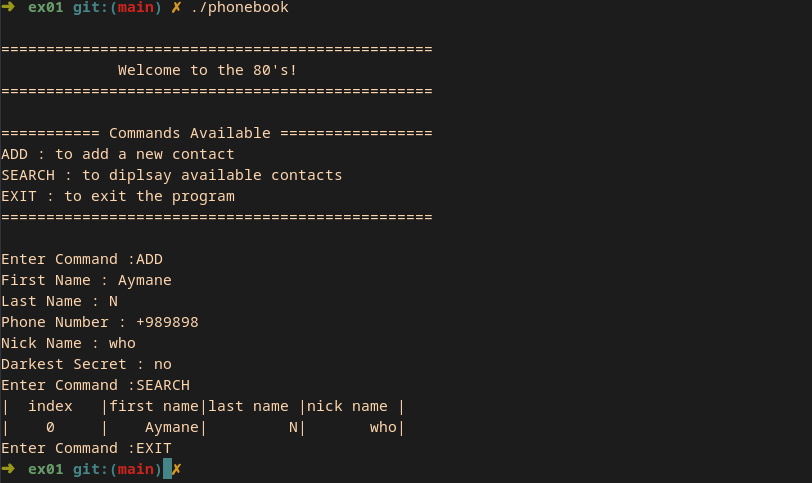 ➜ ex01 git:(main) ✗ ./phonebook
================================================
Welcome to the 80's!
================================================
=========== Commands Available =================
ADD : to add a new contact
SEARCH : to diplsay available contacts
EXIT : to exit the program
================================================
Enter Command :ADD
First Name : Aymane
Last Name : N
Phone Number : +989898
Nick Name : who
Darkest Secret : no
Enter Command :SEARCH
|  index   |first name|last name |nick name |
|    0     |    Aymane|         N|       who|
Enter Command :EXIT
➜ ex01 git:(main) ✗